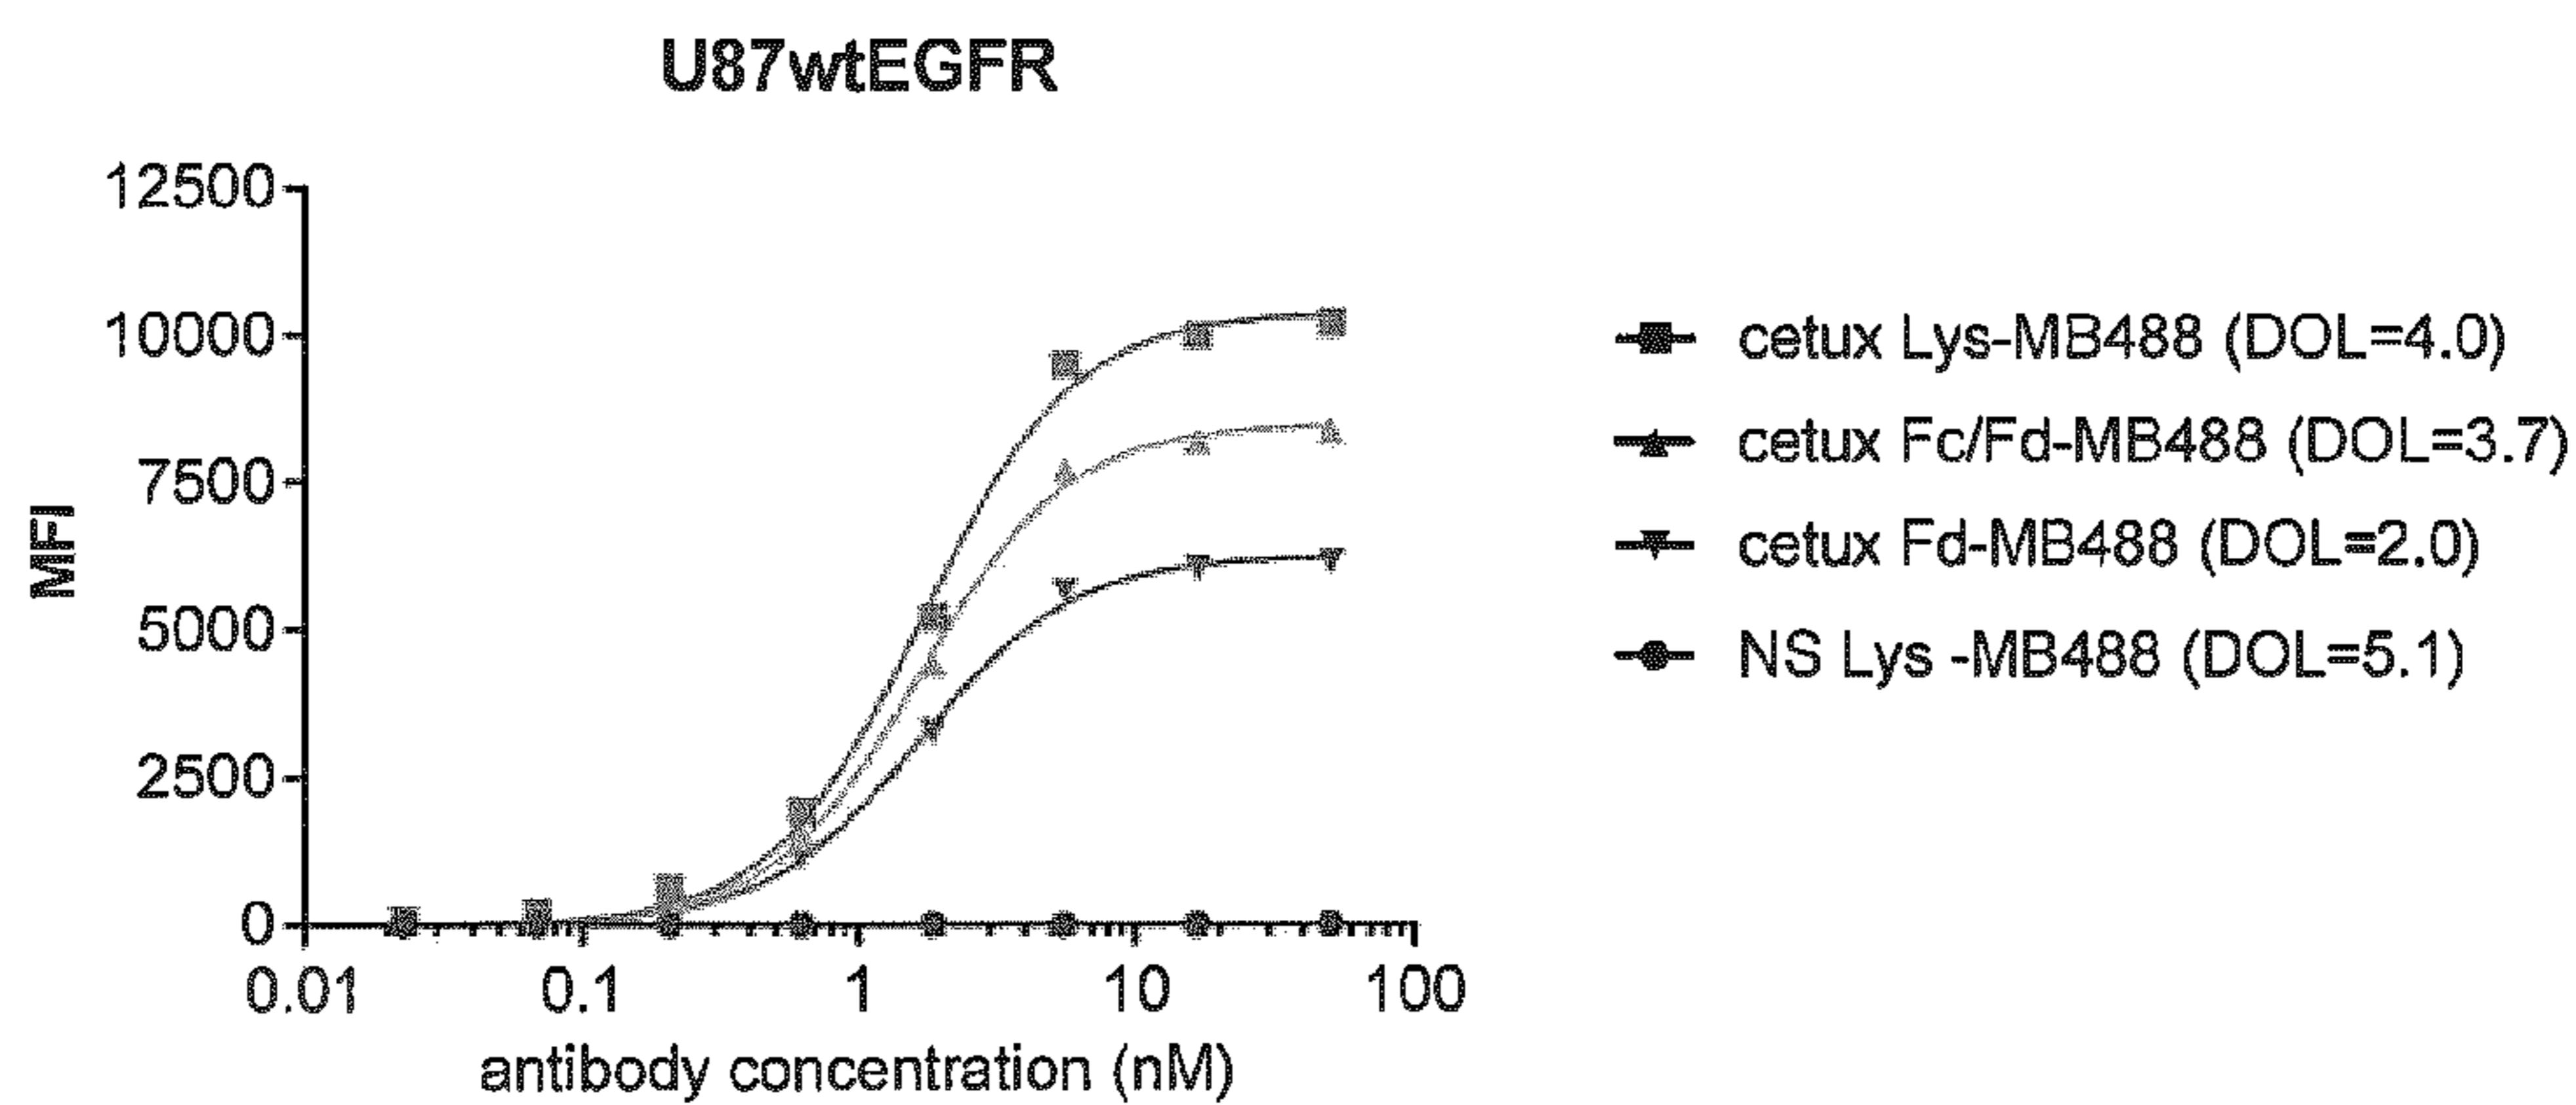 U87wtEGFR
12500
10000
7500
5000
2500
0
MFI
0.01 0.1 1 10 100
antibody concentration (nM)
cetux Lys-MB488 (DOL=4.0)
cetux Fc/Fd-MB488 (DOL=3.7)
cetux Fd-MB488 (DOL=2.0)
NS Lys -MB488 (DOL=5.1)